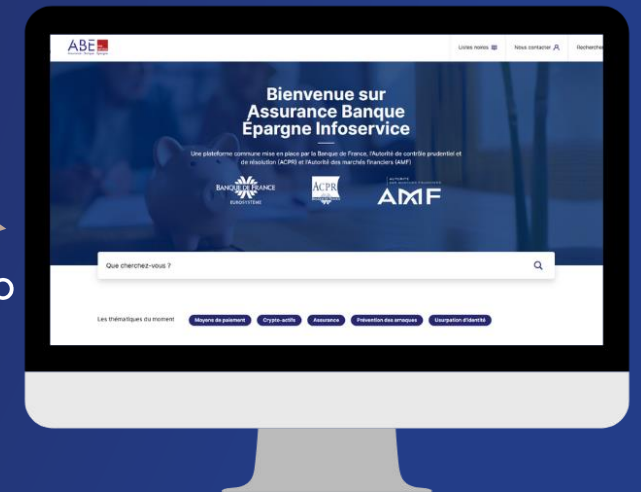 ABE
Listes noires
Nous contacter
Rechercher
Bienvenue sur
Assurance Banque
Épargne Infoservice
Une plateforme commune mise en place par la Banque de France, l'Autorité de contrôle prudentiel et
de résolution (ACPR) et l'Autorité des marchés financiers (AMF)
BANQUE DE FRANCE
EUROSYSTÈME
ACPR
AMF
Que cherchez-vous ?
Les thématiques du moment
Moyens de paiement
Crypto-actifs
Assurance
Prévention des arnaques
Usurpation d'identité